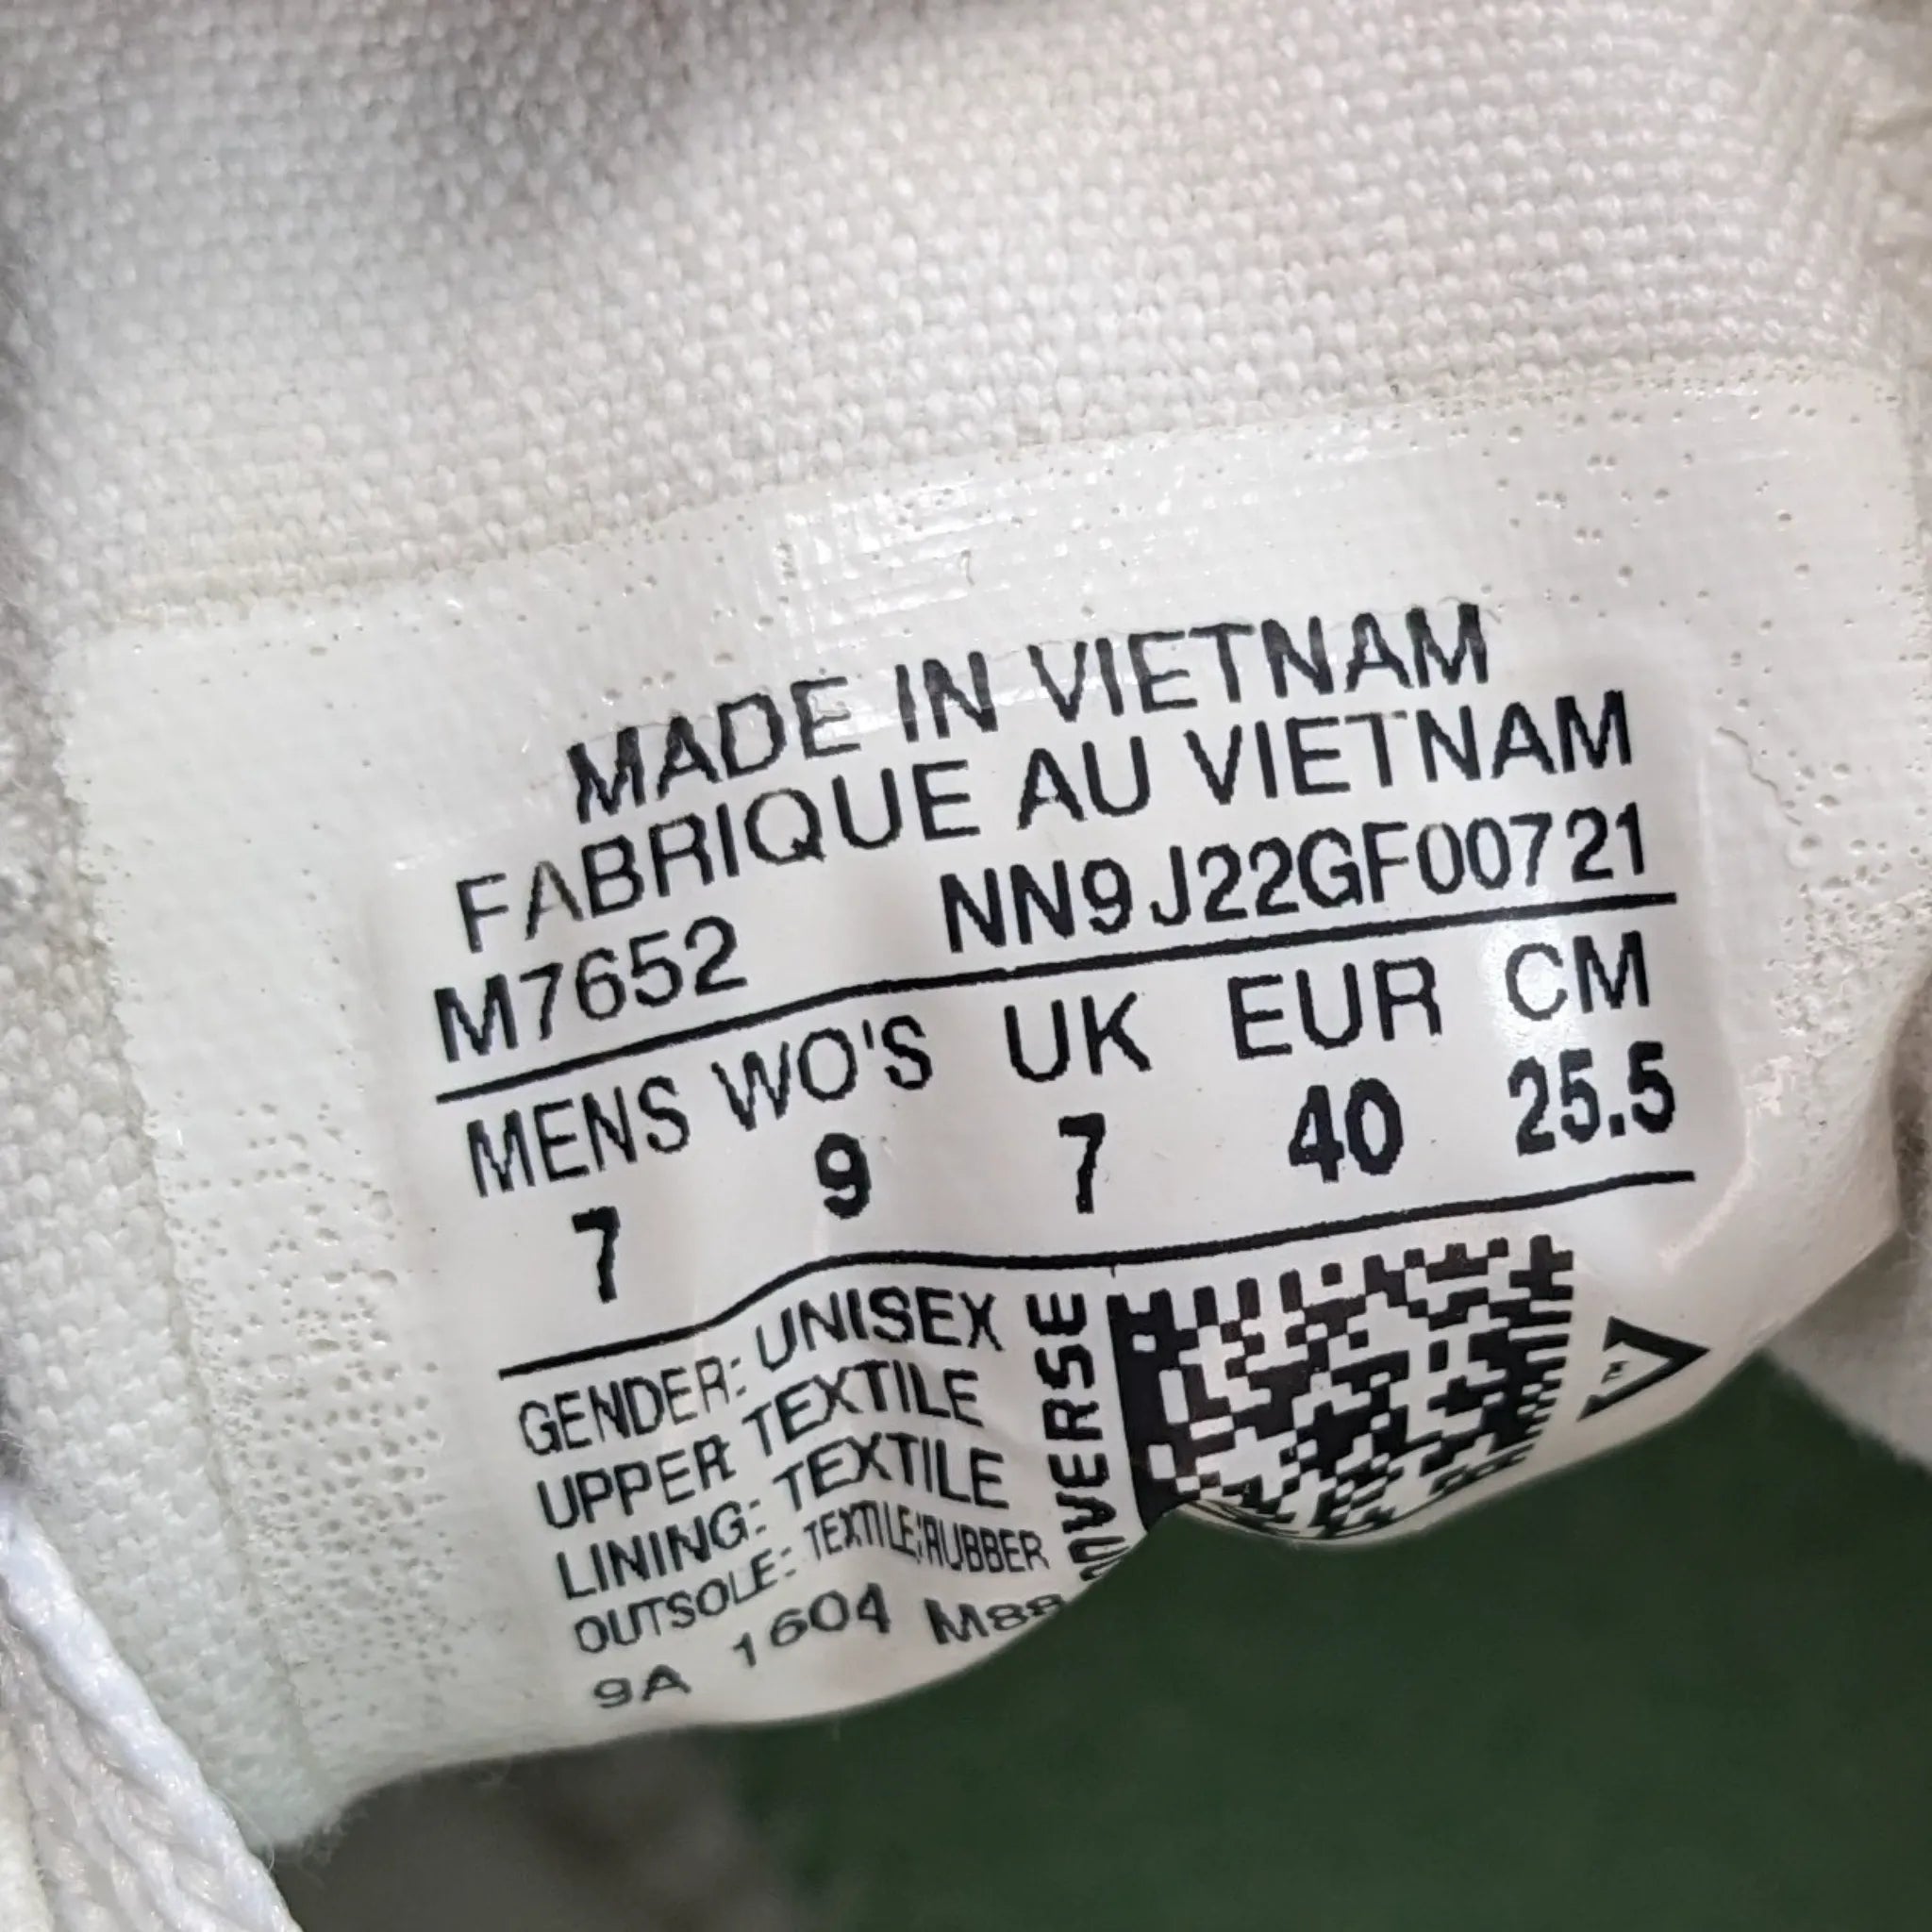 MADE IN VIETNAM
FABRIQUE AU VIETNAM
M7652 NN9J22GF00721
MENS WO'S UK EUR CM
7 9 7 40 25.5
GENDER: UNISEX
UPPER TEXTILE
LINING: TEXTILE
OUTSOLE: TEXTILE;RUBBER
9A 1604